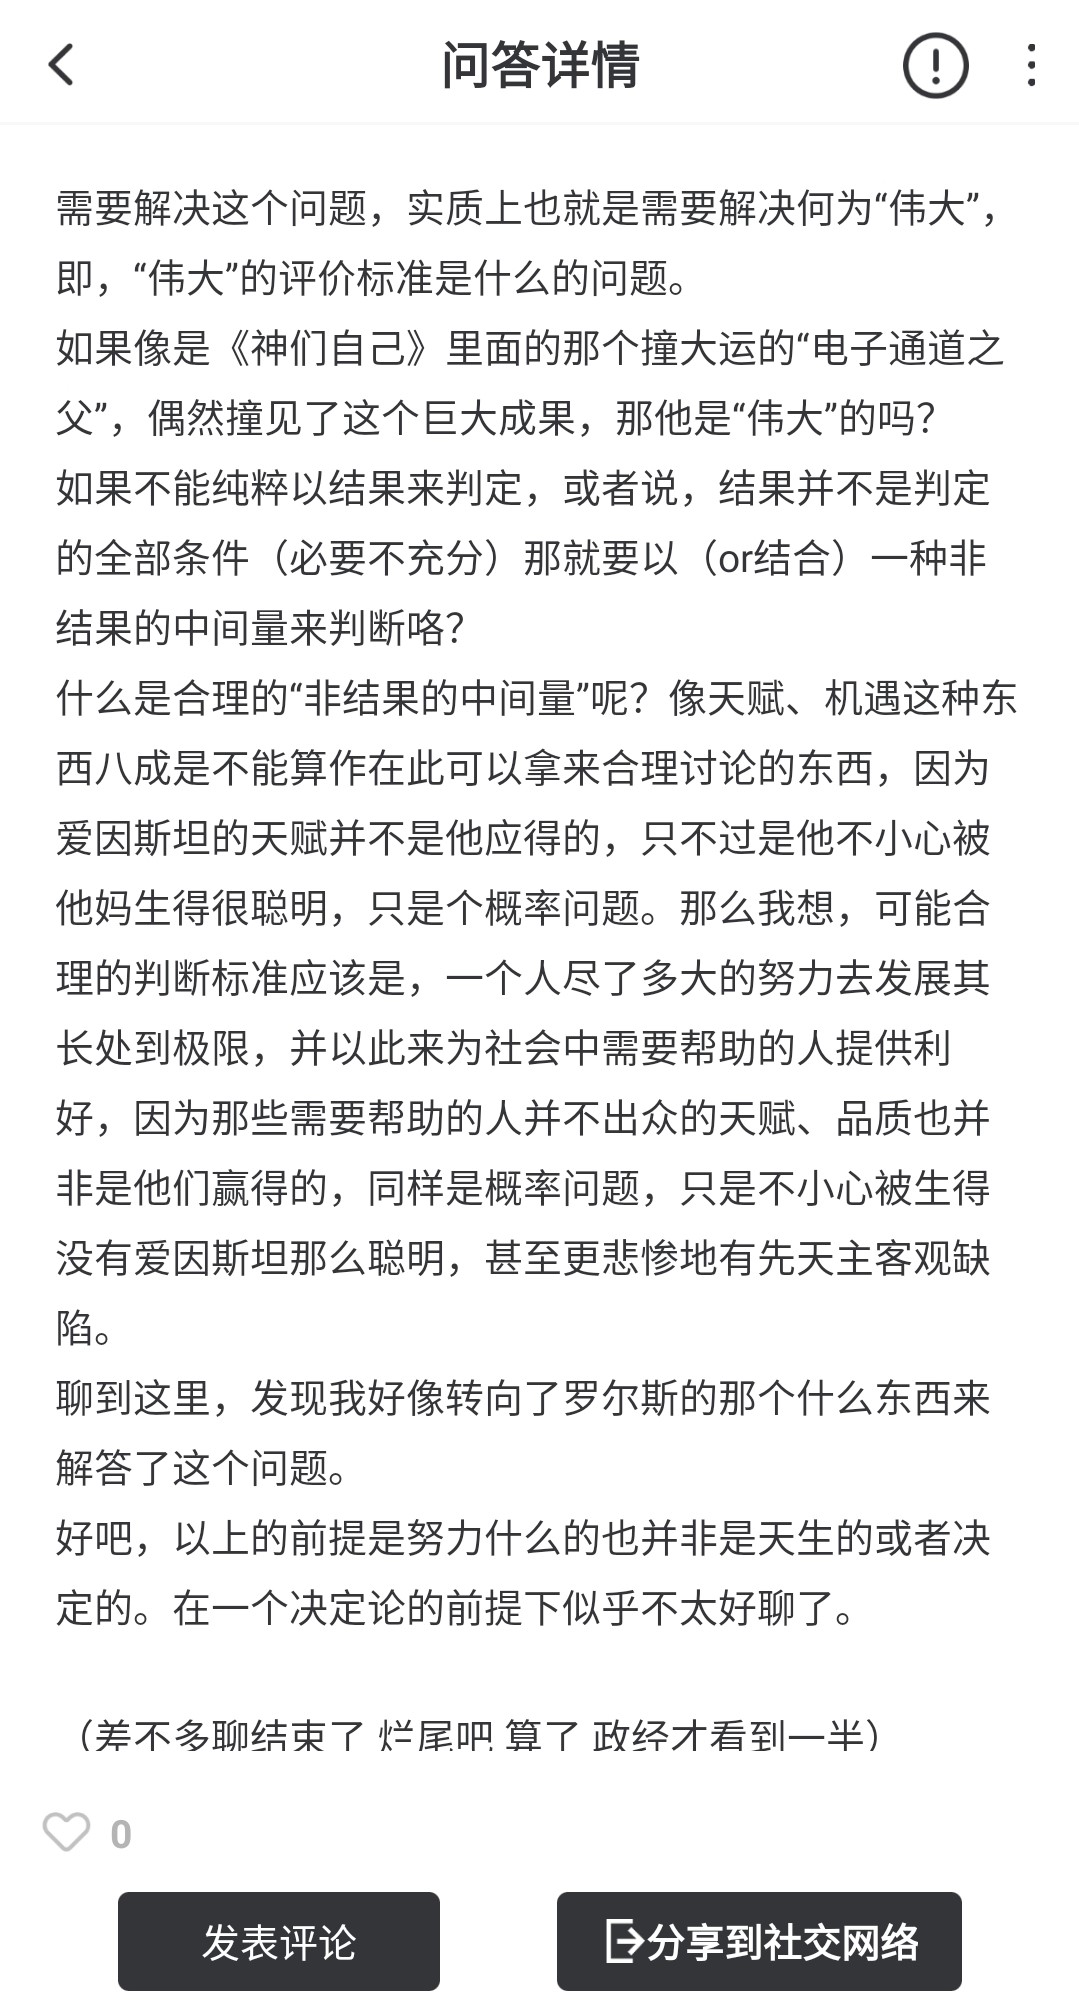 问答详情
需要解决这个问题，实质上也就是需要解决何为“伟大”，
即，“伟大”的评价标准是什么的问题。
如果像是《神们自己》里面的那个撞大运的“电子通道之
父”，偶然撞见了这个巨大成果，那他是“伟大”的吗？
如果不能纯粹以结果来判定，或者说，结果并不是判定
的全部条件（必要不充分）那就要以（or结合）一种非
结果的中间量来判断咯？
什么是合理的“非结果的中间量”呢？像天赋、机遇这种东
西八成是不能算作在此可以拿来合理讨论的东西，因为
爱因斯坦的天赋并不是他应得的，只不过是他不小心被
他妈生得很聪明，只是个概率问题。那么我想，可能合
理的判断标准应该是，一个人尽了多大的努力去发展其
长处到极限，并以此来为社会中需要帮助的人提供利
好，因为那些需要帮助的人并不出众的天赋、品质也并
非是他们赢得的，同样是概率问题，只是不小心被生得
没有爱因斯坦那么聪明，甚至更悲惨地有先天主客观缺
陷。
聊到这里，发现我好像转向了罗尔斯的那个什么东西来
解答了这个问题。
好吧，以上的前提是努力什么的也并非是天生的或者决
定的。在一个决定论的前提下似乎不太好聊了。
（差不多聊结束了 烂尾吧 算了 政经才看到一半）
0
发表评论
分享到社交网络